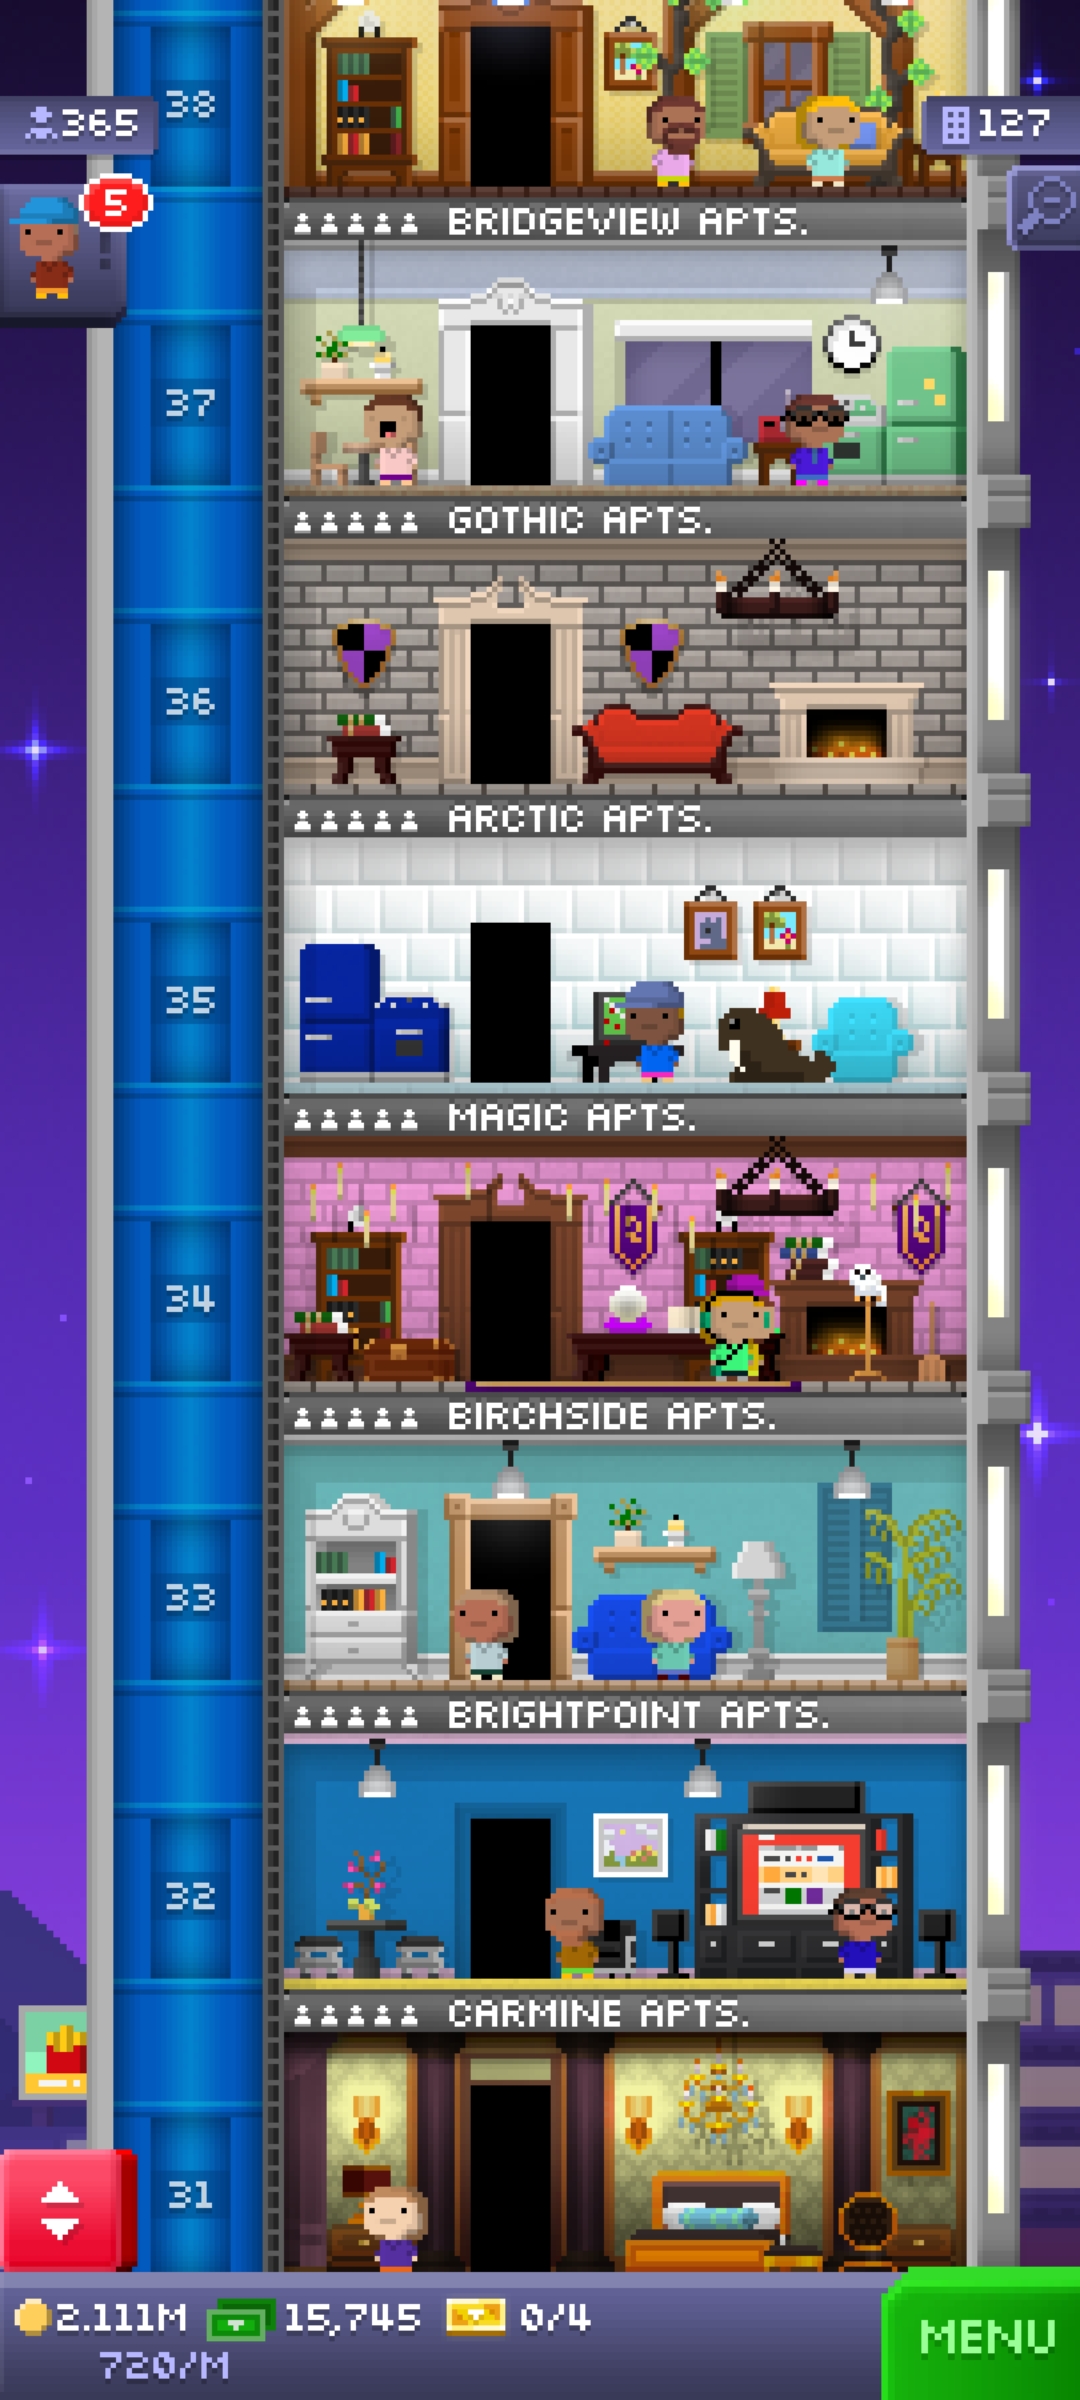 38
365
127
5
BRIDGEVIEW APTS.
37
GOTHIC APTS.
36
ARCTIC APTS.
35
MAGIC APTS.
34
BIRCHSIDE APTS.
33
BRIGHTPOINT APTS.
32
CARMINE APTS.
31
2.111M 15,745 0/4
720/M
MENU